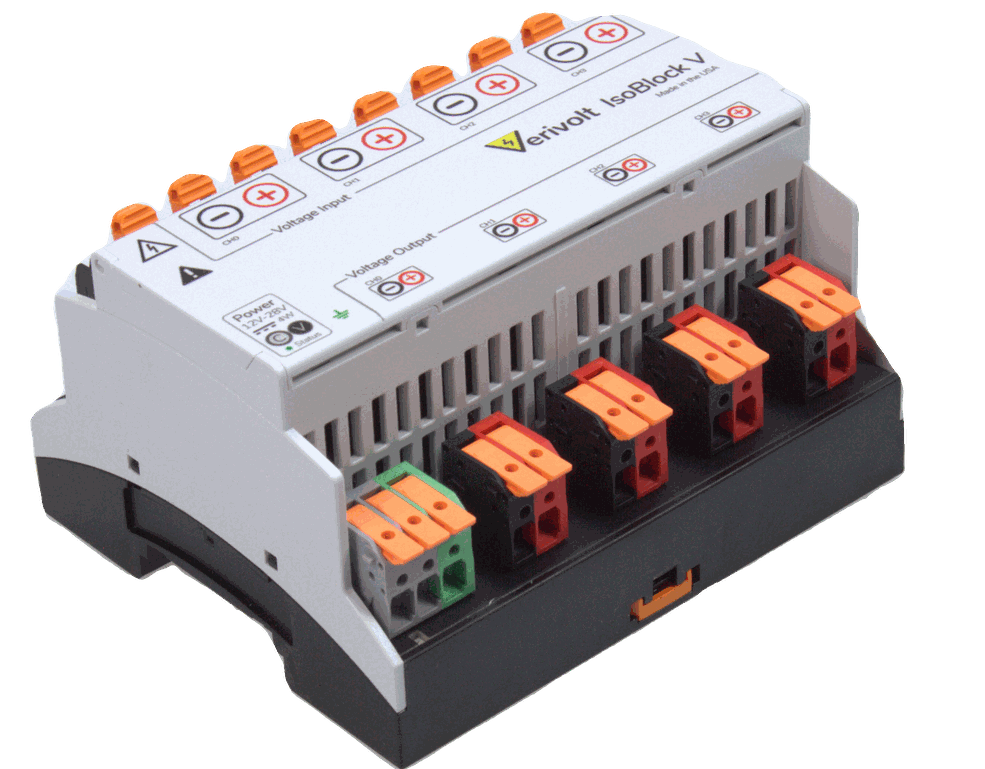 CH3
CH2
CH1
CH0
Voltage Input
Verivolt IsoBlock V
Made in the USA
Voltage Output
CH3
CH2
CH1
CH0
Power
12V-28V
4W
C V
Status